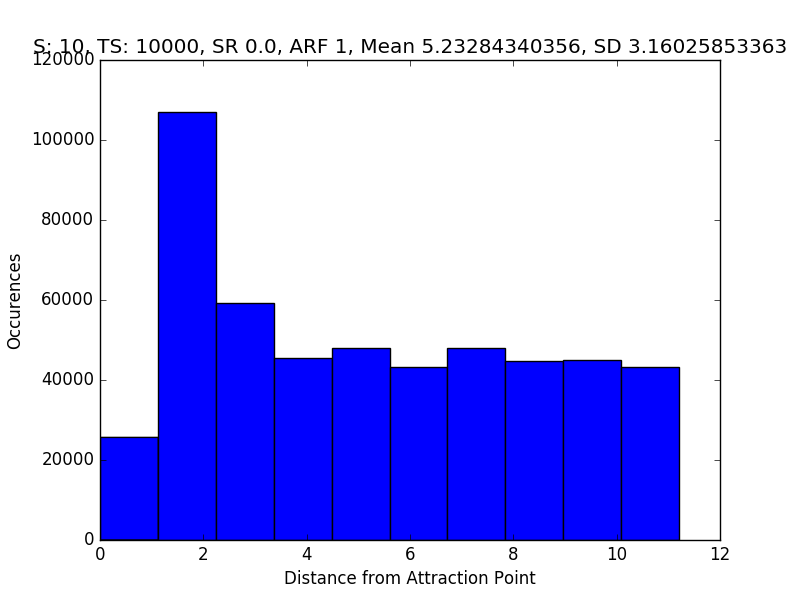 S: 10, TS: 10000, SR 0.0, ARF 1, Mean 5.23284340356, SD 3.16025853363
120000
100000
80000
60000
40000
20000
0
Occurences
0 2 4 6 8 10 12
Distance from Attraction Point